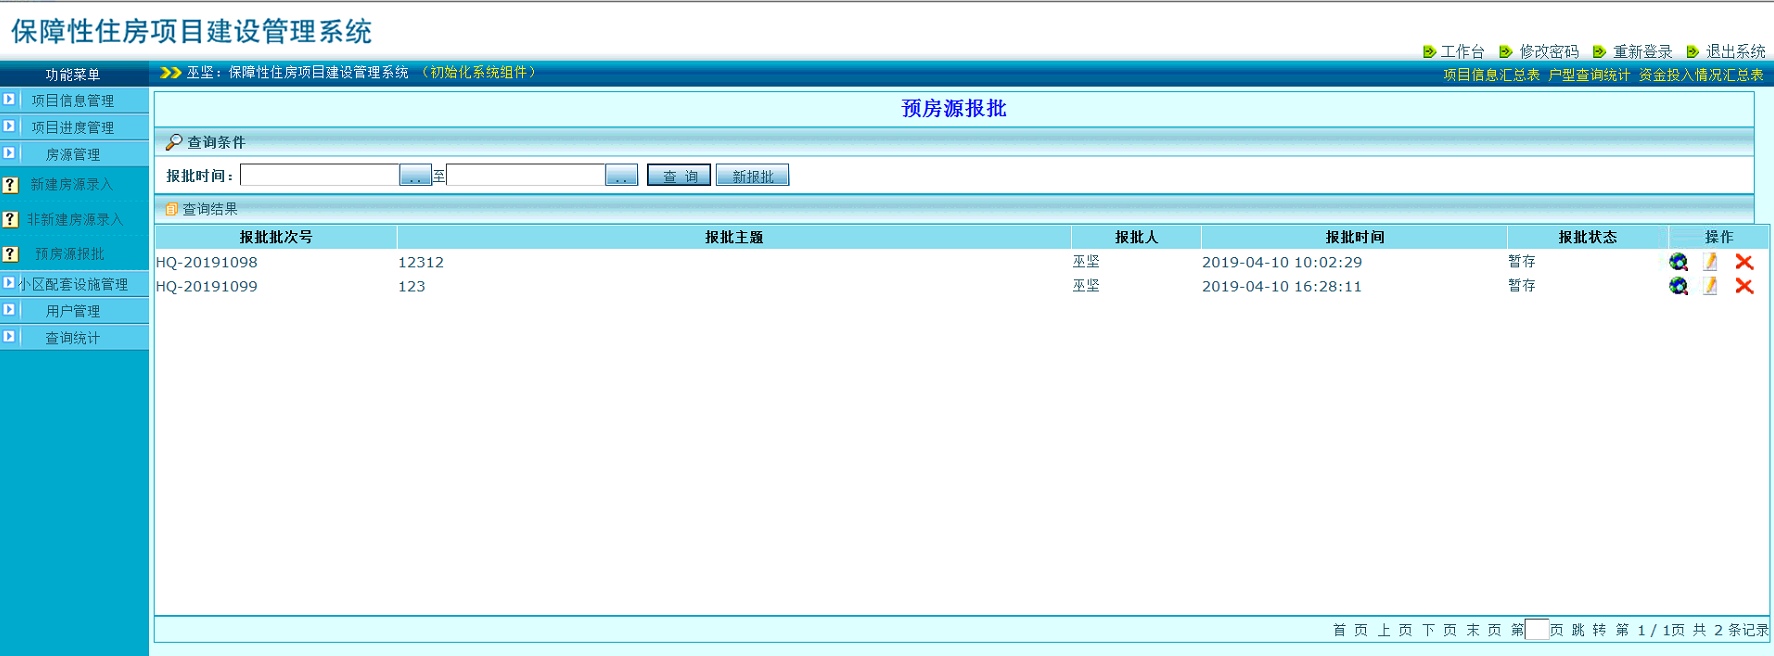 保障性住房项目建设管理系统
工作台 修改密码 重新登录 退出系统
功能菜单
巫坚：保障性住房项目建设管理系统 （初始化系统组件）
项目信息汇总表 户型查询统计 资金投入情况汇总表
项目信息管理
项目进度管理
房源管理
新建房源录入
非新建房源录入
预房源报批
小区配套设施管理
用户管理
查询统计
预房源报批
查询条件
报批时间： .. 至 .. 查 询 新报批
查询结果
报批批次号 报批主题 报批人 报批时间 报批状态 操作
HQ-20191098 12312 巫坚 2019-04-10 10:02:29 暂存
HQ-20191099 123 巫坚 2019-04-10 16:28:11 暂存
首 页 上 页 下 页 末 页 第 页 跳 转 第 1 / 1页 共 2 条记录